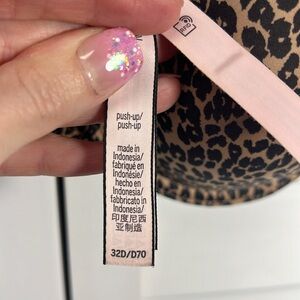 RFID
push-up/
push-up
made in
Indonesia/
fabriqué en
Indonésie/
hecho en
Indonesia/
fabbricato in
Indonesia/
印度尼西
亚制造
32D/D70